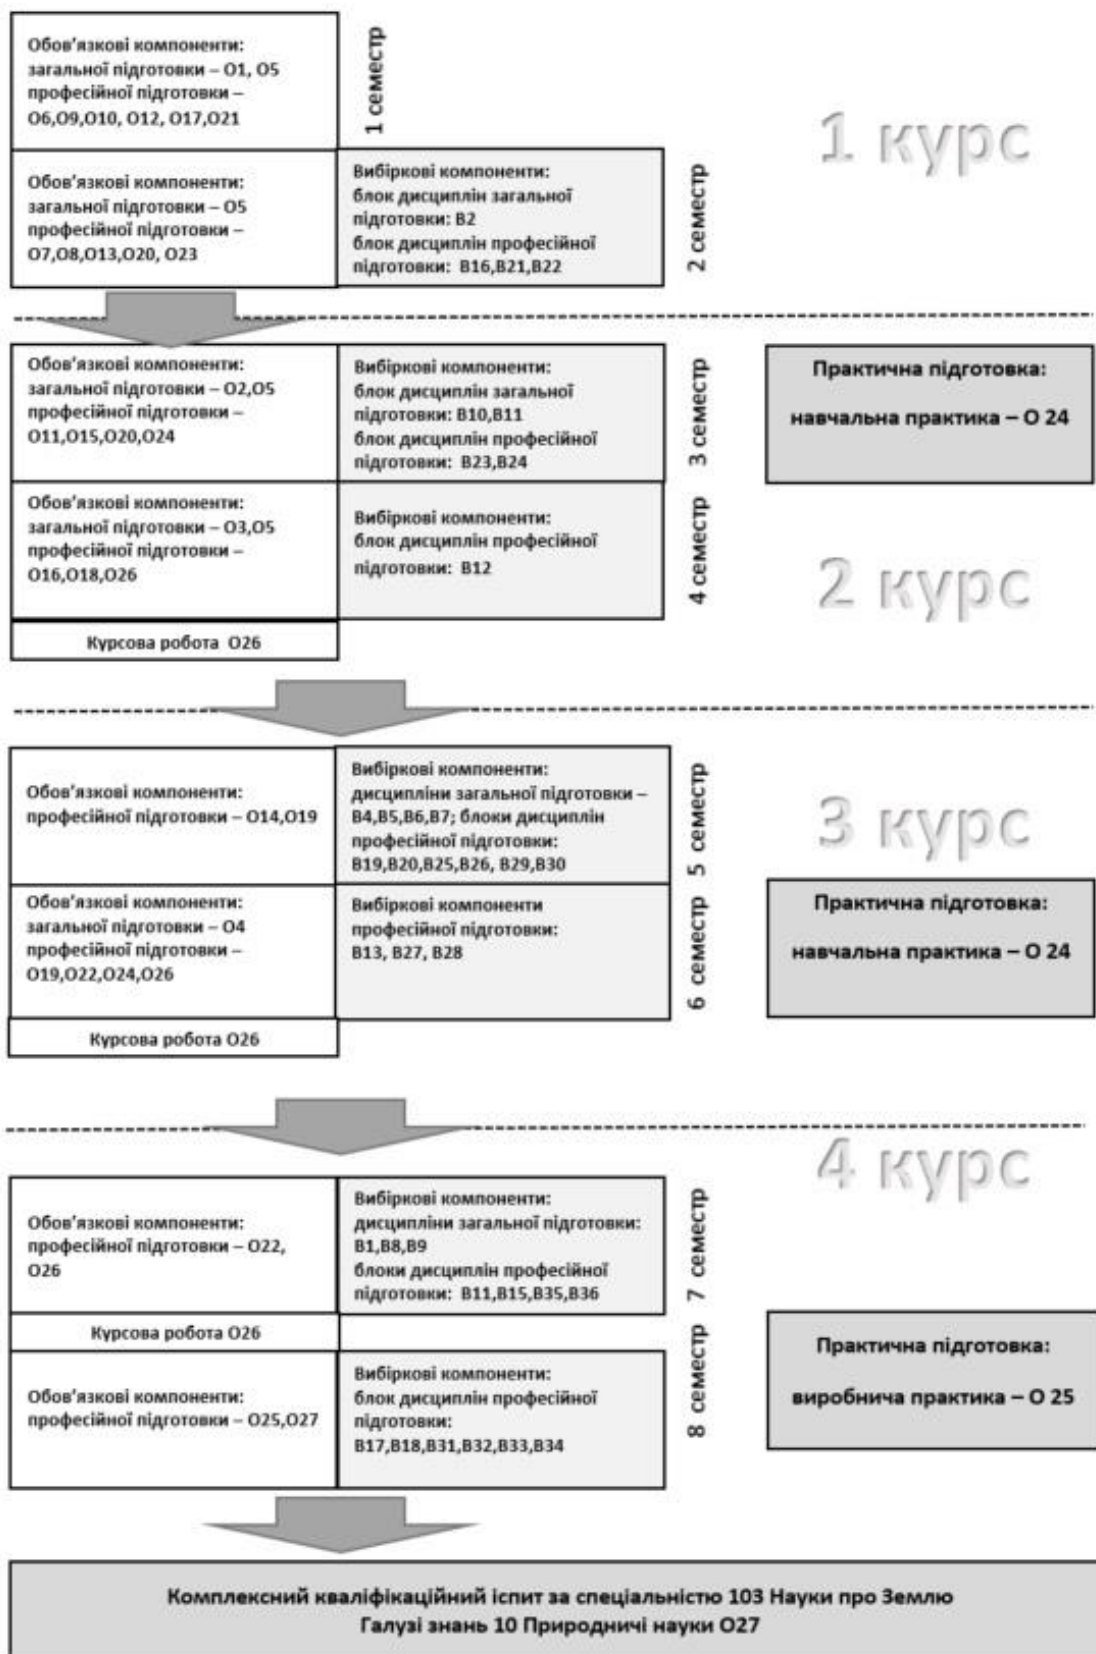 Обов’язкові компоненти:
загальної підготовки – О1, О5
професійної підготовки –
О6,О9,О10, О12, О17,О21
1 семестр
1 курс
Обов’язкові компоненти:
загальної підготовки – О5
професійної підготовки –
О7,О8,О13,О20, О23
Вибіркові компоненти:
блок дисциплін загальної
підготовки: В2
блок дисциплін професійної
підготовки: В16,В21,В22
2 семестр
Обов’язкові компоненти:
загальної підготовки – О2,О5
професійної підготовки –
О11,О15,О20,О24
Вибіркові компоненти:
блок дисциплін загальної
підготовки: В10,В11
блок дисциплін професійної
підготовки: В23,В24
3 семестр
Практична підготовка:
навчальна практика – О 24
Обов’язкові компоненти:
загальної підготовки – О3,О5
професійної підготовки –
О16,О18,О26
Вибіркові компоненти:
блок дисциплін професійної
підготовки: В12
4 семестр
2 курс
Курсова робота О26
Обов’язкові компоненти:
професійної підготовки – О14,О19
Вибіркові компоненти:
дисципліни загальної підготовки –
В4,В5,В6,В7; блоки дисциплін
професійної підготовки:
В19,В20,В25,В26, В29,В30
5 семестр
3 курс
Обов’язкові компоненти:
загальної підготовки – О4
професійної підготовки –
О19,О22,О24,О26
Вибіркові компоненти
професійної підготовки:
В13, В27, В28
6 семестр
Практична підготовка:
навчальна практика – О 24
Курсова робота О26
4 курс
Обов’язкові компоненти:
професійної підготовки – О22,
О26
Вибіркові компоненти:
дисципліни загальної підготовки:
В1,В8,В9
блоки дисциплін професійної
підготовки: В11,В15,В35,В36
7 семестр
Курсова робота О26
Обов’язкові компоненти:
професійної підготовки – О25,О27
Вибіркові компоненти:
блок дисциплін професійної
підготовки:
В17,В18,В31,В32,В33,В34
8 семестр
Практична підготовка:
виробнича практика – О 25
Комплексний кваліфікаційний іспит за спеціальністю 103 Науки про Землю
Галузі знань 10 Природничі науки О27